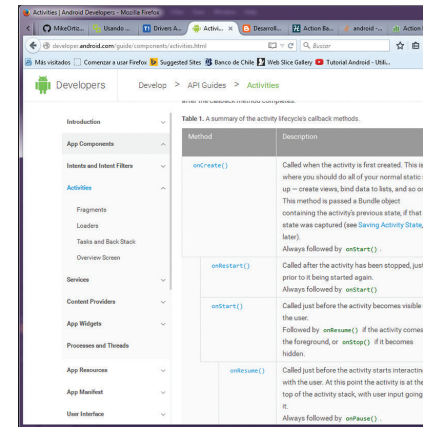 Activities | Android Developers - Mozilla Firefox
MikeOrtiz... Usando ... TI Drivers A... Activi... Desarroll... Action Ba... android -... Action
developer.android.com/guide/components/activities.html Buscar
Más visitados Comenzar a usar Firefox Suggested Sites Banco de Chile Web Slice Gallery Tutorial Android - Utili...
Developers Develop > API Guides > Activities
after the callback method completes.
Introduction
App Components
Intents and Intent Filters
Activities
Fragments
Loaders
Tasks and Back Stack
Overview Screen
Services
Content Providers
App Widgets
Processes and Threads
App Resources
App Manifest
User Interface
Table 1. A summary of the activity lifecycle's callback methods.
Method Description
onCreate() Called when the activity is first created. This is
where you should do all of your normal static s
up — create views, bind data to lists, and so on
This method is passed a Bundle object
containing the activity's previous state, if that
state was captured (see Saving Activity State,
later).
Always followed by onStart().
onRestart() Called after the activity has been stopped, just
prior to it being started again.
Always followed by onStart()
onStart() Called just before the activity becomes visible
the user.
Followed by onResume() if the activity comes
the foreground, or onStop() if it becomes
hidden.
onResume() Called just before the activity starts interacting
with the user. At this point the activity is at the
top of the activity stack, with user input going
it.
Always followed by onPause().